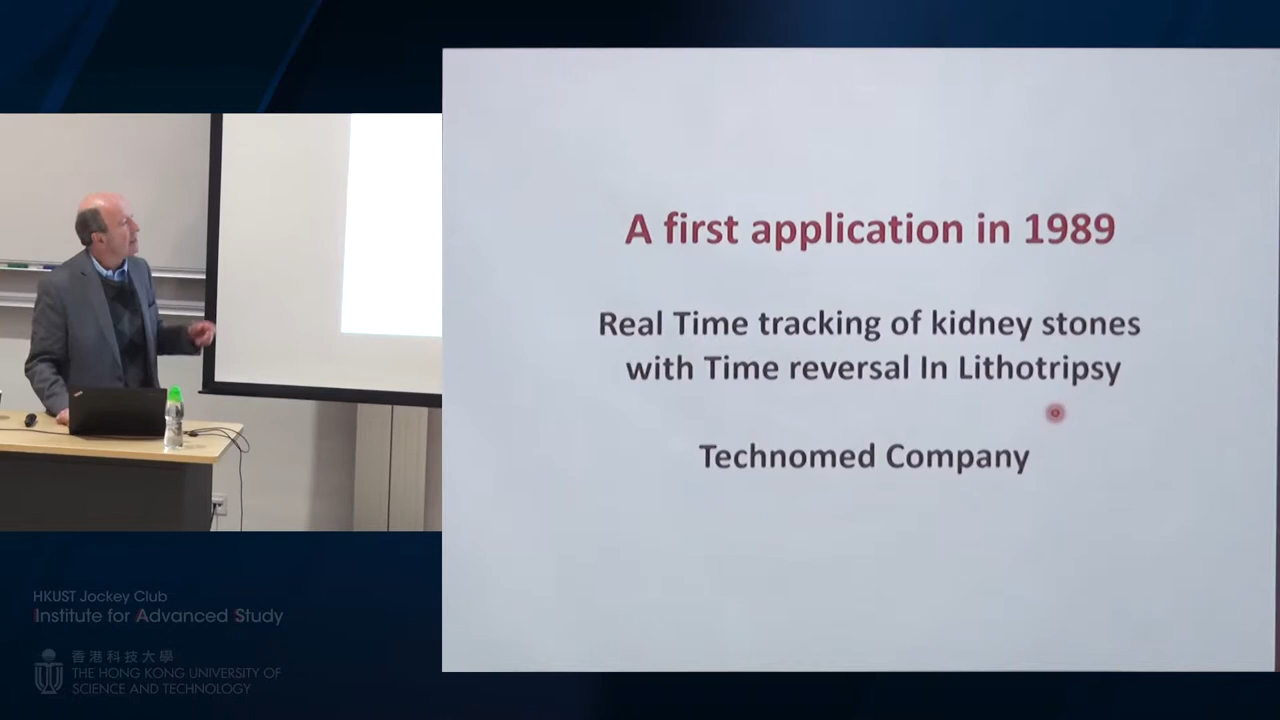 A first application in 1989
Real Time tracking of kidney stones
with Time reversal In Lithotripsy
Technomed Company
HKUST Jockey Club
Institute for Advanced Study
香港科技大學
THE HONG KONG UNIVERSITY OF
SCIENCE AND TECHNOLOGY